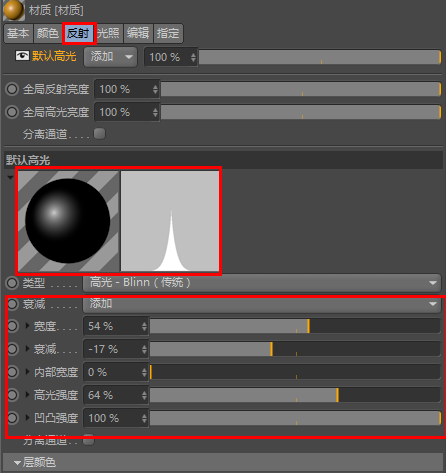 材质 [材质]
基本 颜色 反射 光照 编辑 指定
默认高光 添加 100 %
全局反射亮度 100 %
全局高光亮度 100 %
分离通道 . . . .
默认高光
类型 . . . . . 高光 - Blinn（传统）
衰减 . . . . . 添加
宽度. . . . 54 %
衰减. . . . -17 %
内部宽度 0 %
高光强度 64 %
凹凸强度 100 %
分离通道 . .
层颜色